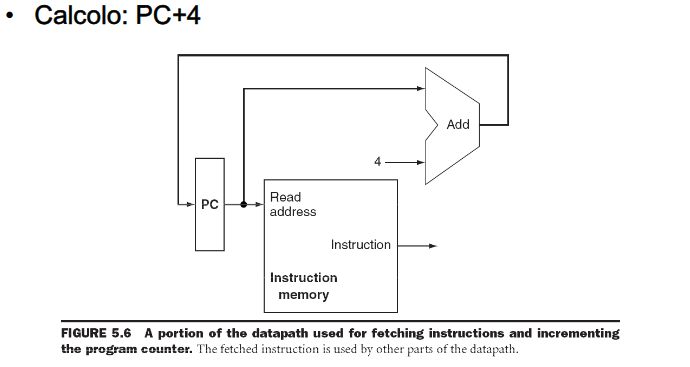 • Calcolo: PC+4
Add
4
PC
Read
address
Instruction
Instruction
memory
FIGURE 5.6 A portion of the datapath used for fetching instructions and incrementing
the program counter. The fetched instruction is used by other parts of the datapath.